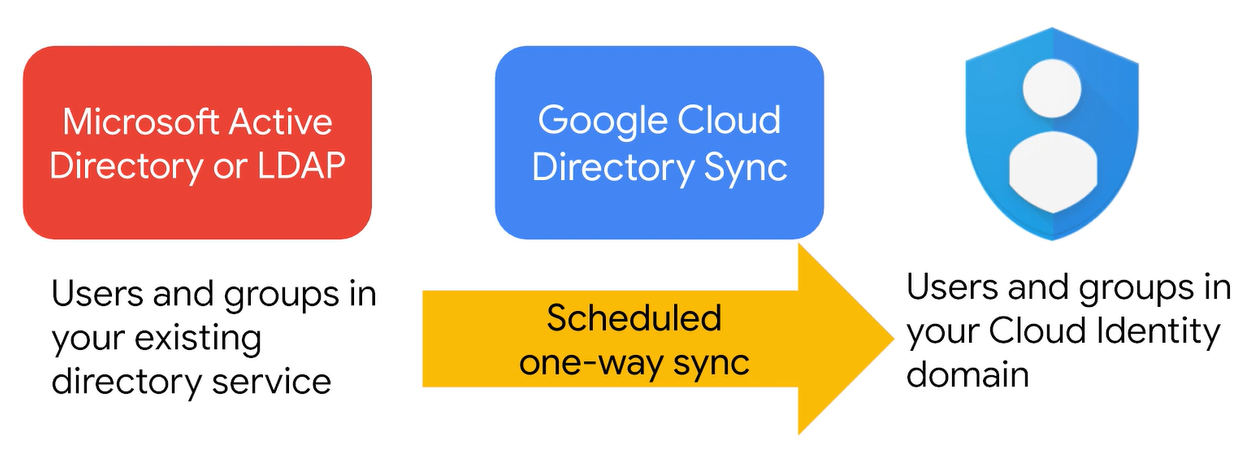 Microsoft Active
Directory or LDAP
Google Cloud
Directory Sync
Users and groups in
your existing
directory service
Scheduled
one-way sync
Users and groups in
your Cloud Identity
domain